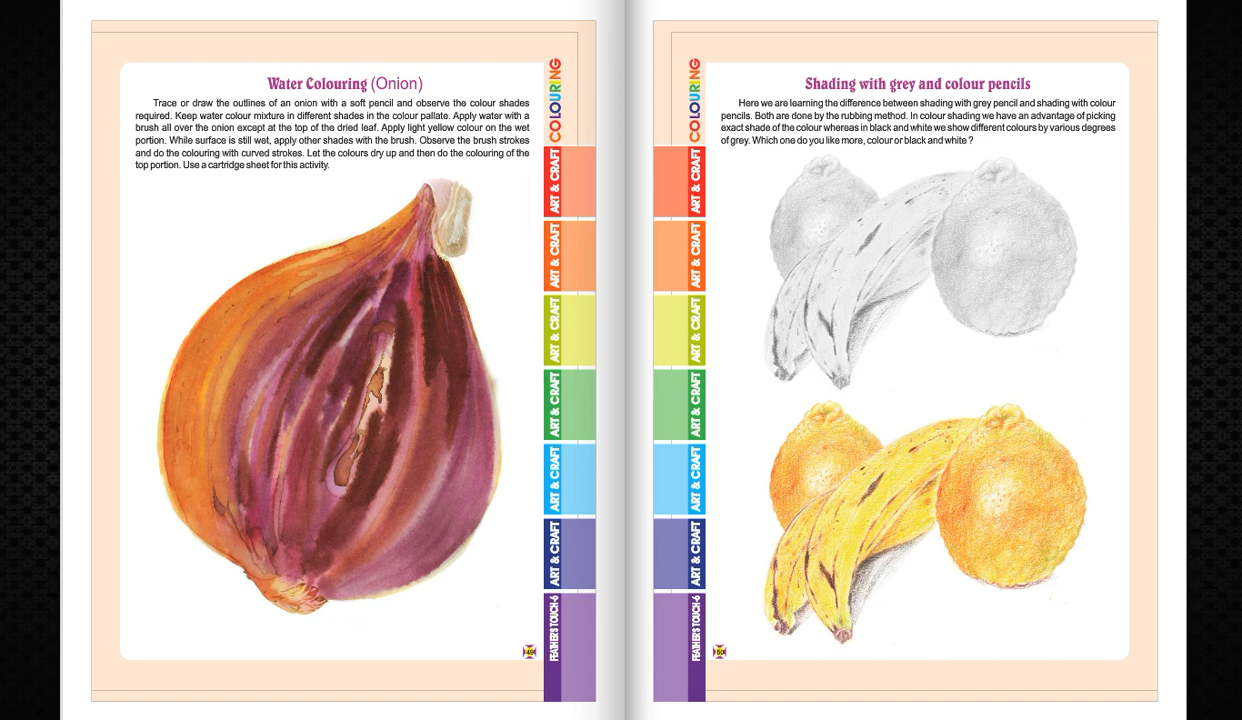 Water Colouring (Onion)
Trace or draw the outlines of an onion with a soft pencil and observe the colour shades
required. Keep water colour mixture in different shades in the colour pallate. Apply water with a
brush all over the onion except at the top of the dried leaf. Apply light yellow colour on the wet
portion. While surface is still wet, apply other shades with the brush. Observe the brush strokes
and do the colouring with curved strokes. Let the colours dry up and then do the colouring of the
top portion. Use a cartridge sheet for this activity.
COLOURING
ART & CRAFT
ART & CRAFT
ART & CRAFT
ART & CRAFT
ART & CRAFT
ART & CRAFT
FEATHER'S TOUCH-6
49
COLOURING
ART & CRAFT
ART & CRAFT
ART & CRAFT
ART & CRAFT
ART & CRAFT
ART & CRAFT
FEATHER'S TOUCH-6
Shading with grey and colour pencils
Here we are learning the difference between shading with grey pencil and shading with colour
pencils. Both are done by the rubbing method. In colour shading we have an advantage of picking
exact shade of the colour whereas in black and white we show different colours by various degrees
of grey. Which one do you like more, colour or black and white ?
50